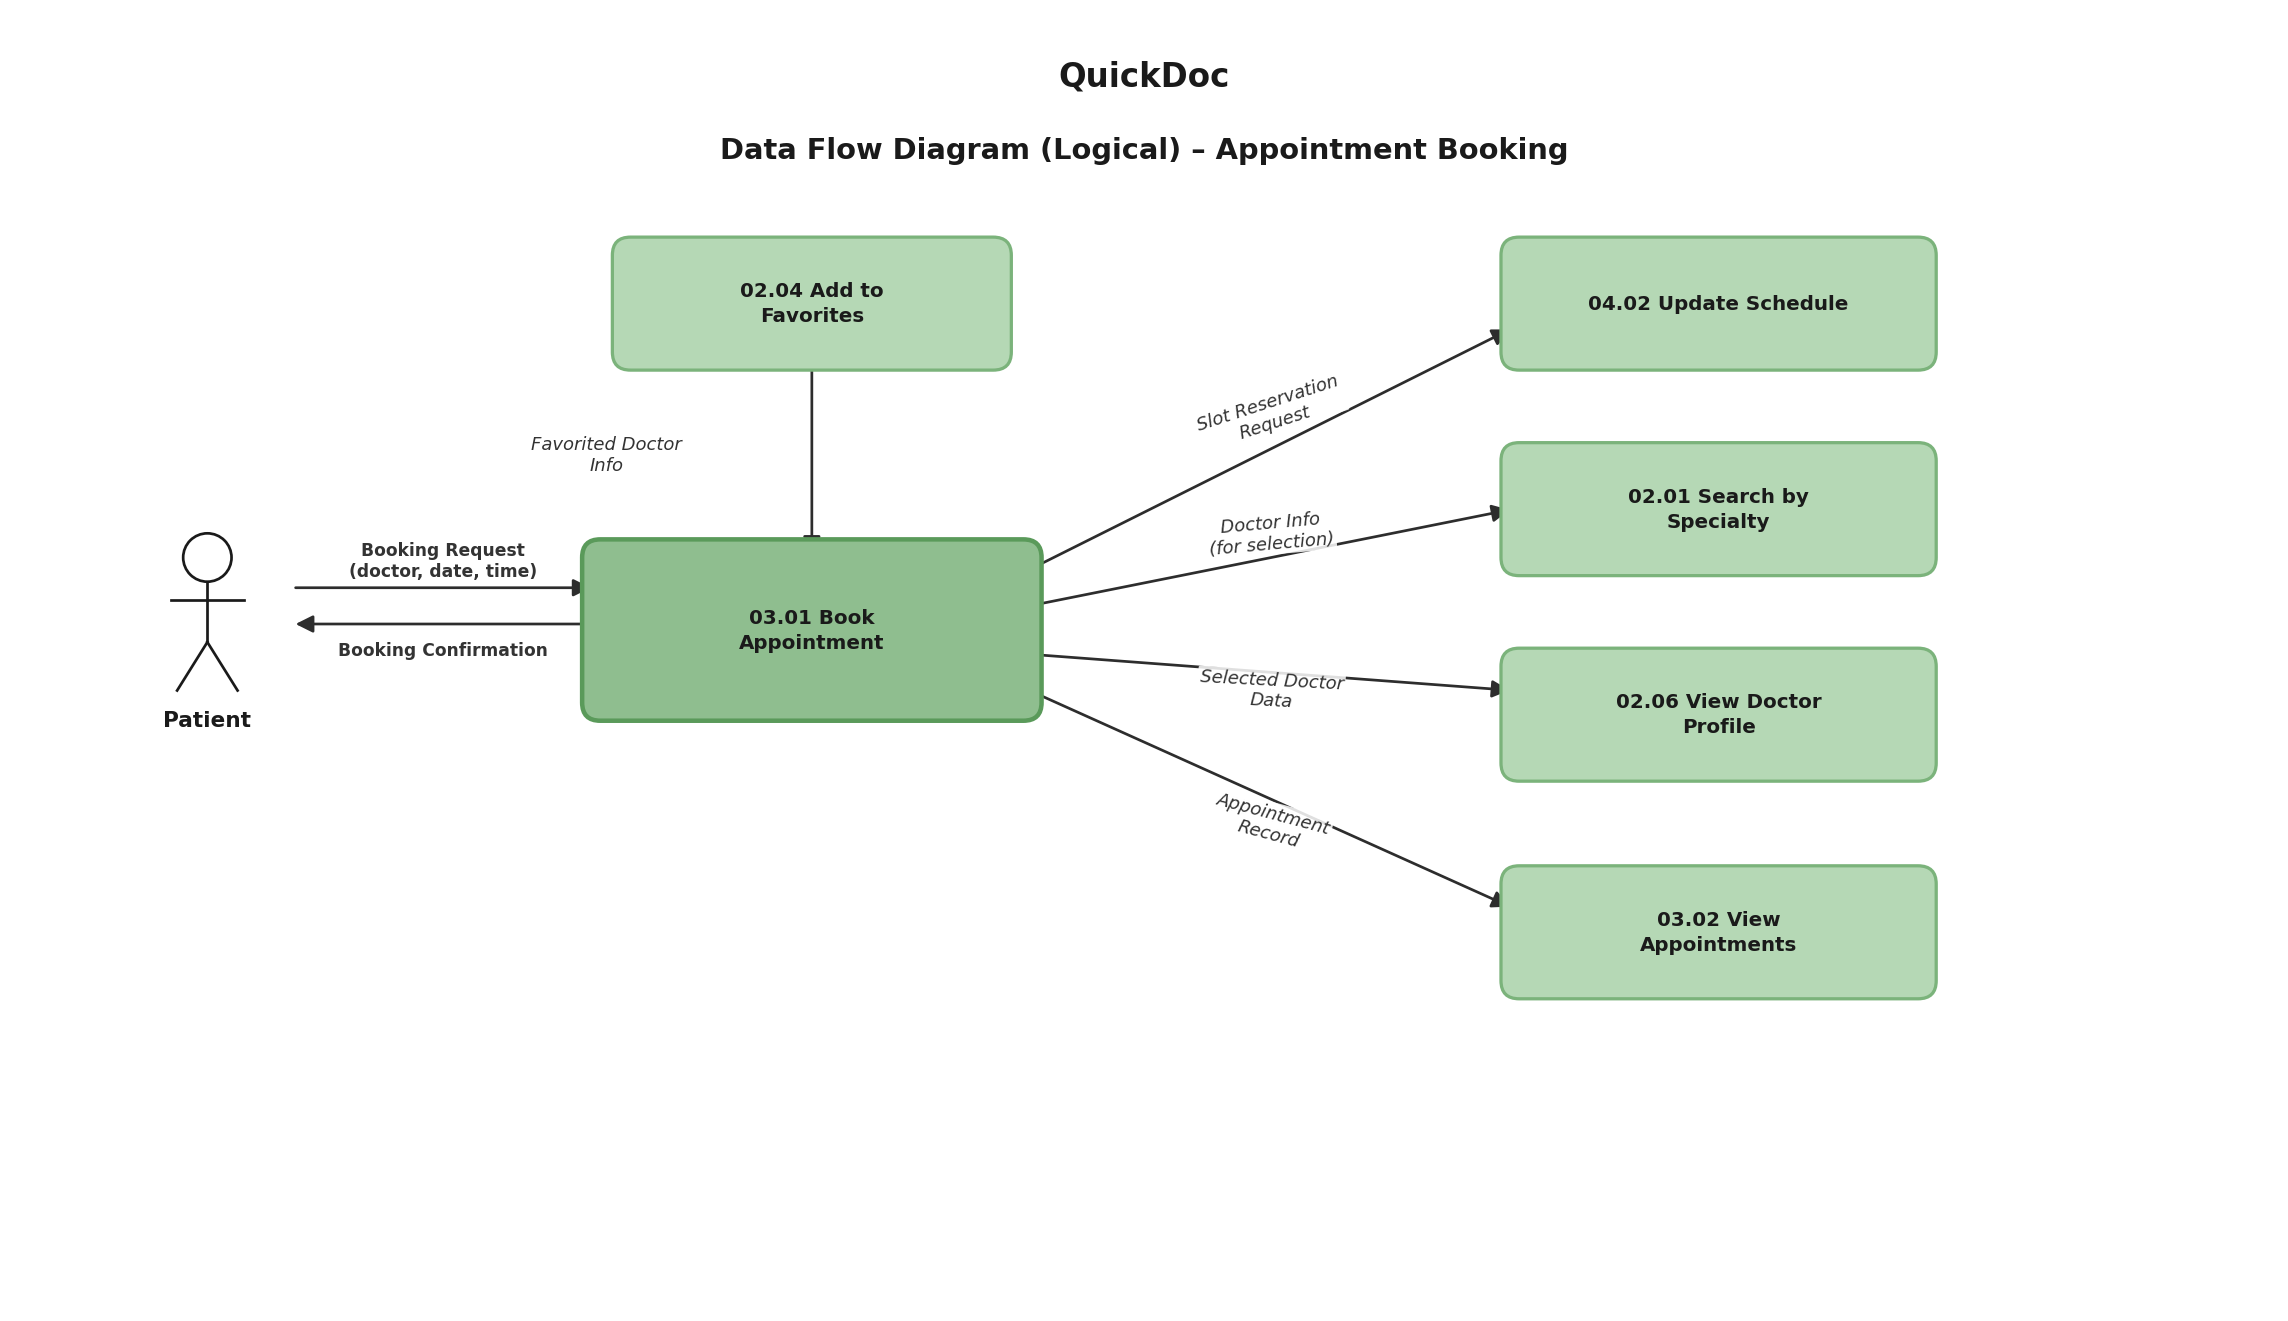 QuickDoc
Data Flow Diagram (Logical) – Appointment Booking
02.04 Add to
Favorites
04.02 Update Schedule
Slot Reservation
Request
Favorited Doctor
Info
02.01 Search by
Specialty
Doctor Info
(for selection)
Booking Request
(doctor, date, time)
03.01 Book
Appointment
Booking Confirmation
Patient
Selected Doctor
Data
02.06 View Doctor
Profile
Appointment
Record
03.02 View
Appointments